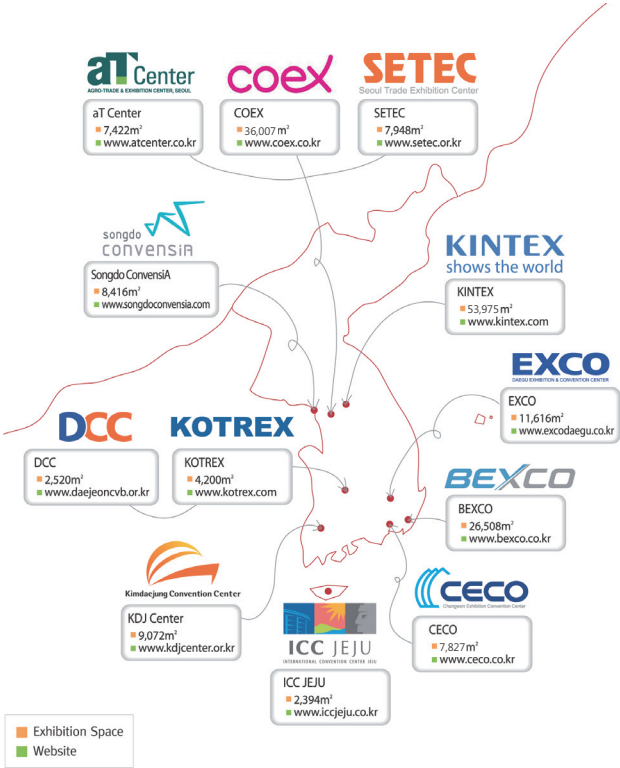 aT Center
AGRO-TRADE & EXHIBITION CENTER, SEOUL
aT Center
7,422m²
www.atcenter.co.kr
coex
COEX
36,007m²
www.coex.co.kr
SETEC
Seoul Trade Exhibition Center
SETEC
7,948m²
www.setec.or.kr
songdo
convensiA
Songdo ConvensiA
8,416m²
www.songdoconvensia.com
KINTEX
shows the world
KINTEX
53,975m²
www.kintex.com
EXCO
DAEGU EXHIBITION & CONVENTION CENTER
EXCO
11,616m²
www.excodaegu.co.kr
DCC
DCC
2,520m²
www.daejeoncvb.or.kr
KOTREX
KOTREX
4,200m²
www.kotrex.com
BEXCO
BEXCO
26,508m²
www.bexco.co.kr
Kimdaejung Convention Center
KDJ Center
9,072m²
www.kdjcenter.or.kr
ICC JEJU
INTERNATIONAL CONVENTION CENTER JEJU
ICC JEJU
2,394m²
www.iccjeju.co.kr
CECO
Changwon Exhibition Convention Center
CECO
7,827m²
www.ceco.co.kr
Exhibition Space
Website